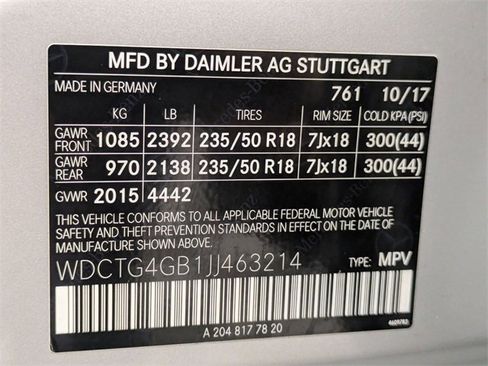 MFD BY DAIMLER AG STUTTGART
MADE IN GERMANY 761 10/17
KG LB TIRES RIM SIZE COLD KPA (PSI)
GAWR FRONT 1085 2392 235/50 R18 7Jx18 300(44)
GAWR REAR 970 2138 235/50 R18 7Jx18 300(44)
GVWR 2015 4442
THIS VEHICLE CONFORMS TO ALL APPLICABLE FEDERAL MOTOR VEHICLE
SAFETY AND THEFT PREVENTION STANDARDS IN EFFECT ON THE DATE OF
MANUFACTURE SHOWN ABOVE.
WDCTG4GB1JJ463214 TYPE: MPV
A 204 817 78 20